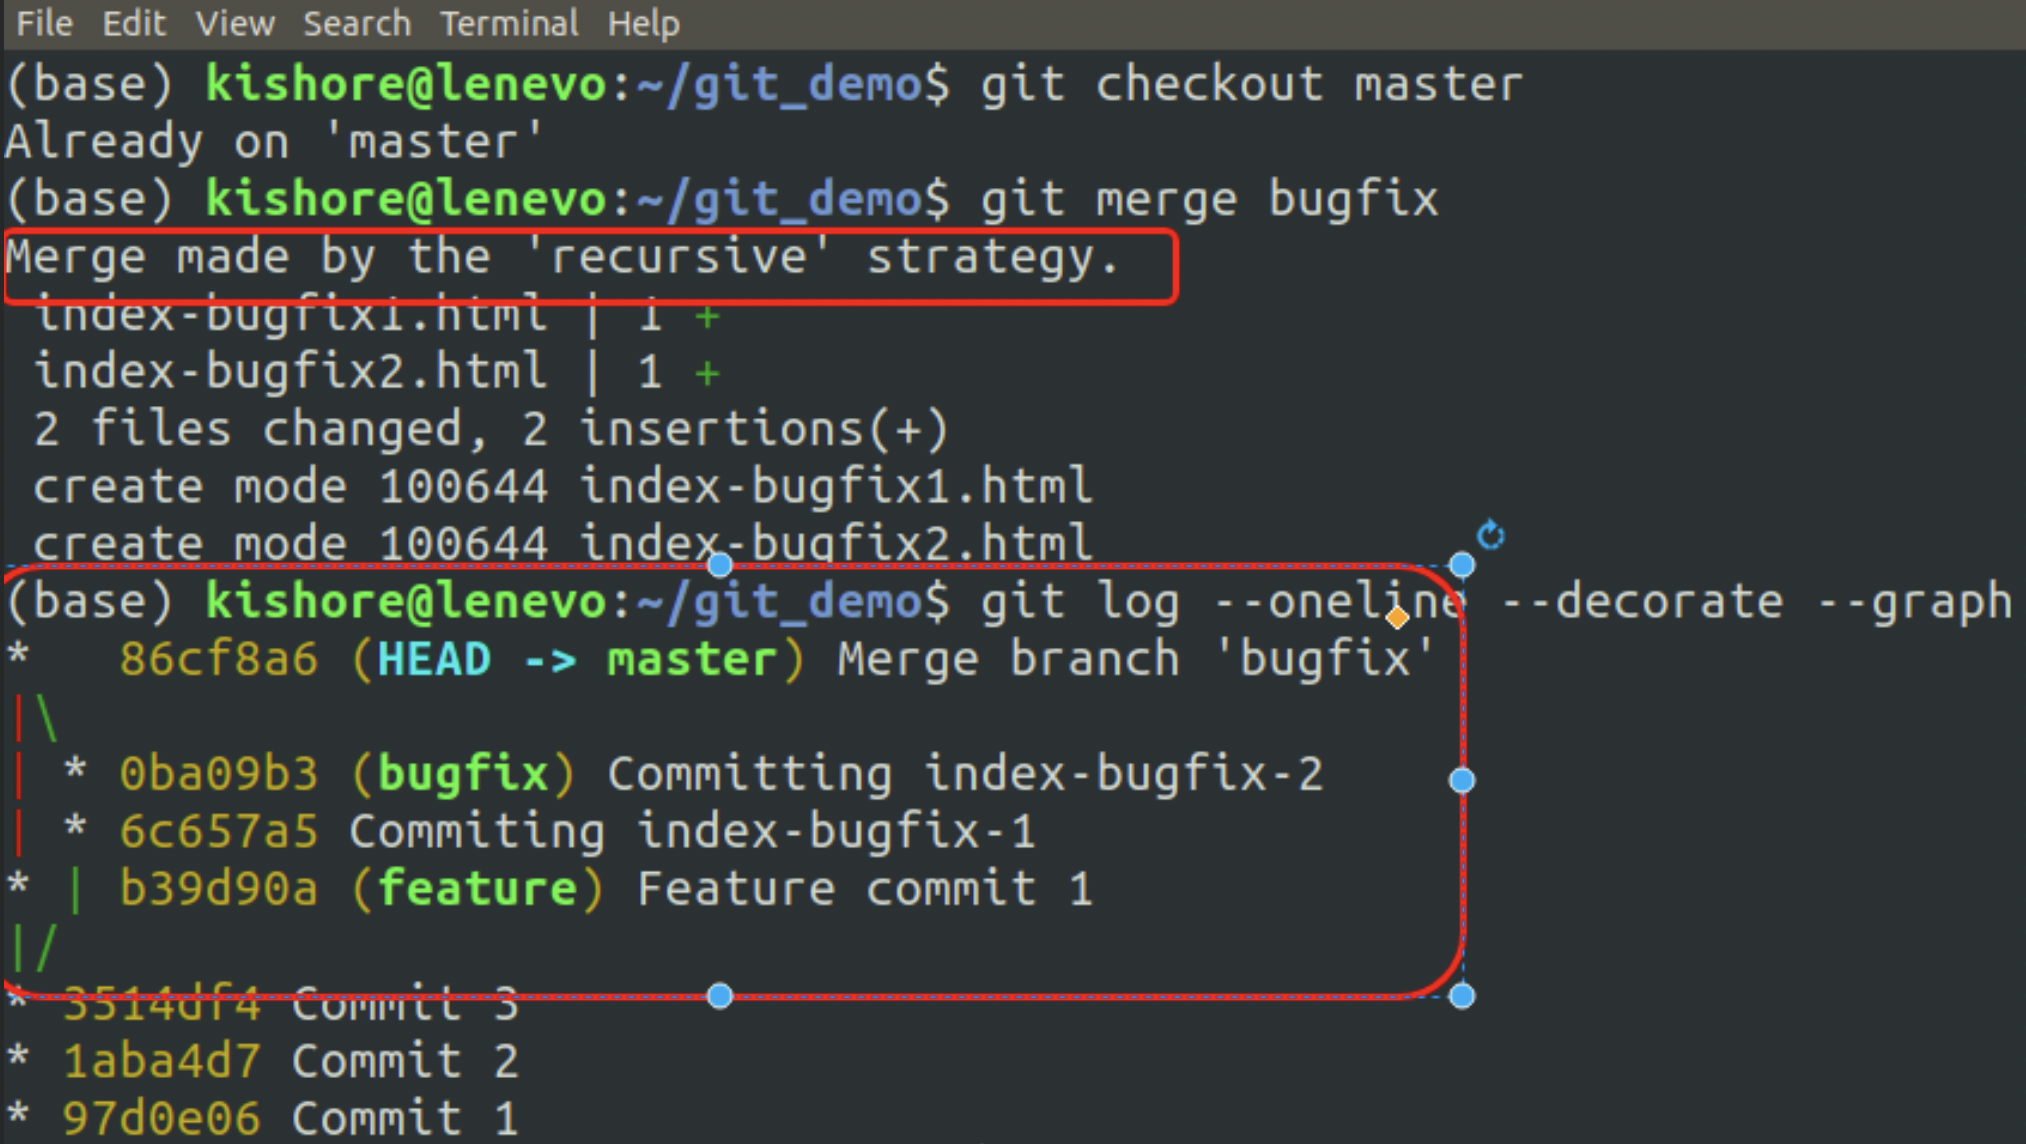 File Edit View Search Terminal Help
(base) kishore@lenevo:~/git_demo$ git checkout master
Already on 'master'
(base) kishore@lenevo:~/git_demo$ git merge bugfix
Merge made by the 'recursive' strategy.
 index-bugfix1.html | 1 +
 index-bugfix2.html | 1 +
 2 files changed, 2 insertions(+)
 create mode 100644 index-bugfix1.html
 create mode 100644 index-bugfix2.html
(base) kishore@lenevo:~/git_demo$ git log --oneline --decorate --graph
*   86cf8a6 (HEAD -> master) Merge branch 'bugfix'
|\
| * 0ba09b3 (bugfix) Committing index-bugfix-2
| * 6c657a5 Commiting index-bugfix-1
* | b39d90a (feature) Feature commit 1
|/
* 3514df4 Commit 3
* 1aba4d7 Commit 2
* 97d0e06 Commit 1